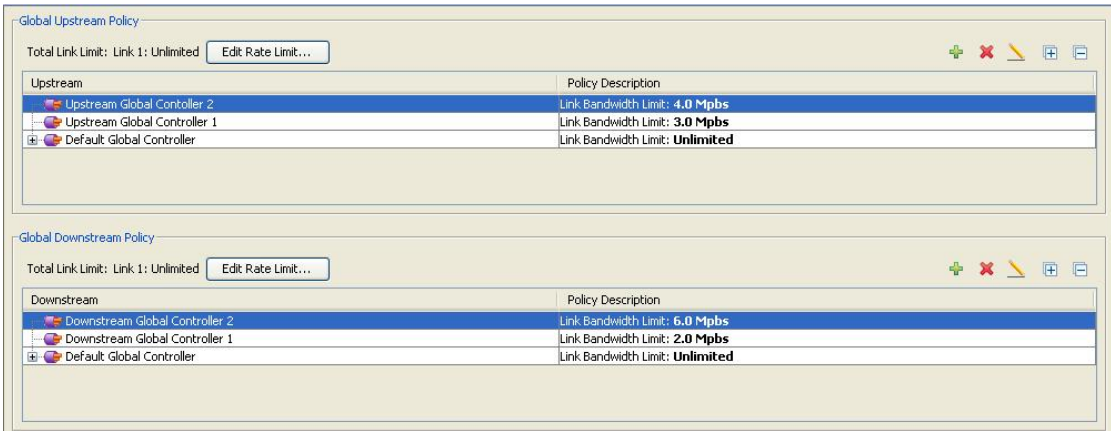 Global Upstream Policy
Total Link Limit: Link 1: Unlimited Edit Rate Limit...
Upstream Policy Description
Upstream Global Contoller 2 Link Bandwidth Limit: 4.0 Mpbs
Upstream Global Controller 1 Link Bandwidth Limit: 3.0 Mpbs
Default Global Controller Link Bandwidth Limit: Unlimited
Global Downstream Policy
Total Link Limit: Link 1: Unlimited Edit Rate Limit...
Downstream Policy Description
Downstream Global Controller 2 Link Bandwidth Limit: 6.0 Mpbs
Downstream Global Controller 1 Link Bandwidth Limit: 2.0 Mpbs
Default Global Controller Link Bandwidth Limit: Unlimited